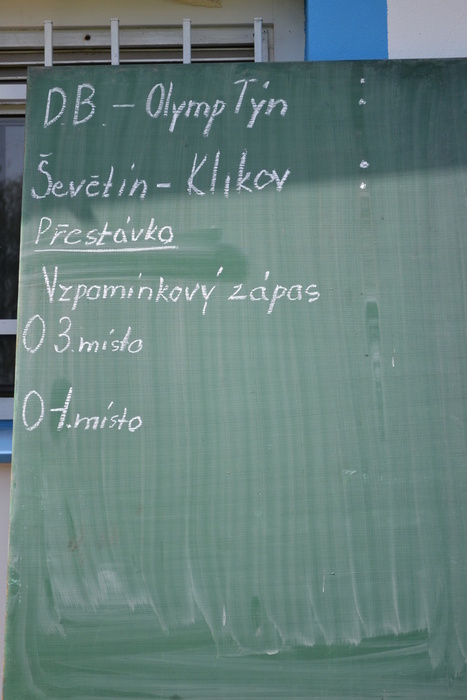 D.B. - Olymp Týn :
Ševětín - Klikov :
Přestávka
Vzpomínkový zápas
O 3. místo
O 1. místo